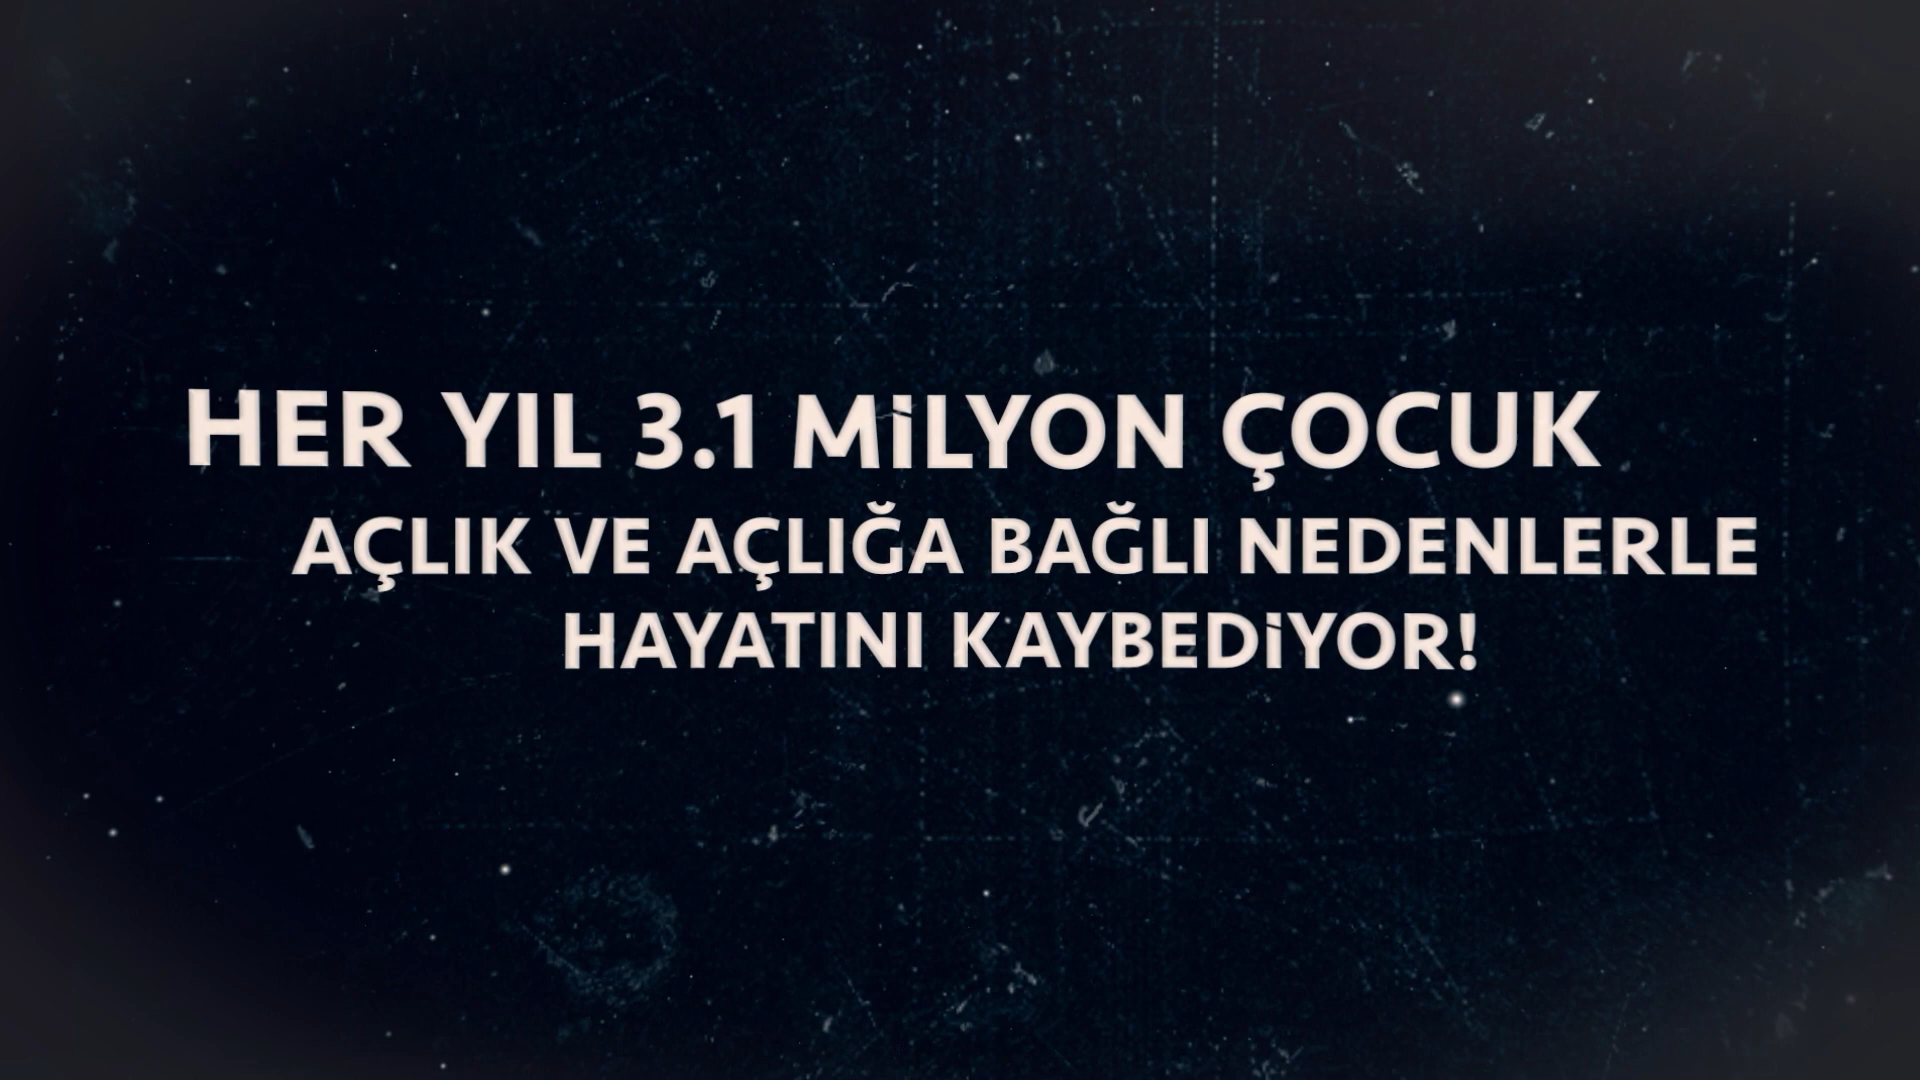 HER YIL 3.1 MİLYON ÇOCUK
AÇLIK VE AÇLIĞA BAĞLI NEDENLERLE
HAYATINI KAYBEDİYOR!